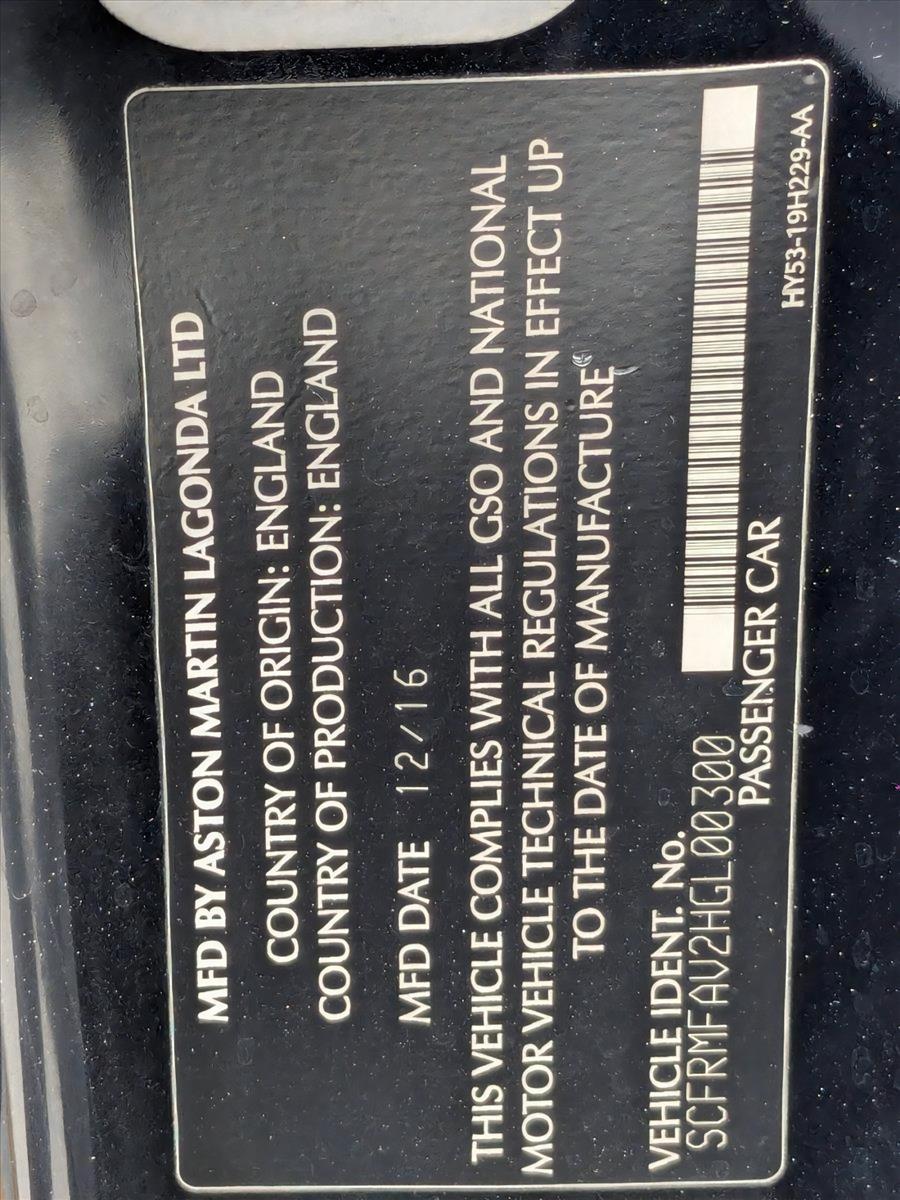 MFD BY ASTON MARTIN LAGONDA LTD
COUNTRY OF ORIGIN: ENGLAND
COUNTRY OF PRODUCTION: ENGLAND
MFD DATE 12/16
THIS VEHICLE COMPLIES WITH ALL GSO AND NATIONAL
MOTOR VEHICLE TECHNICAL REGULATIONS IN EFFECT UP
TO THE DATE OF MANUFACTURE
VEHICLE IDENT. No.
SCFRMFAV2HGL00300
PASSENGER CAR
HY53-19H229-AA